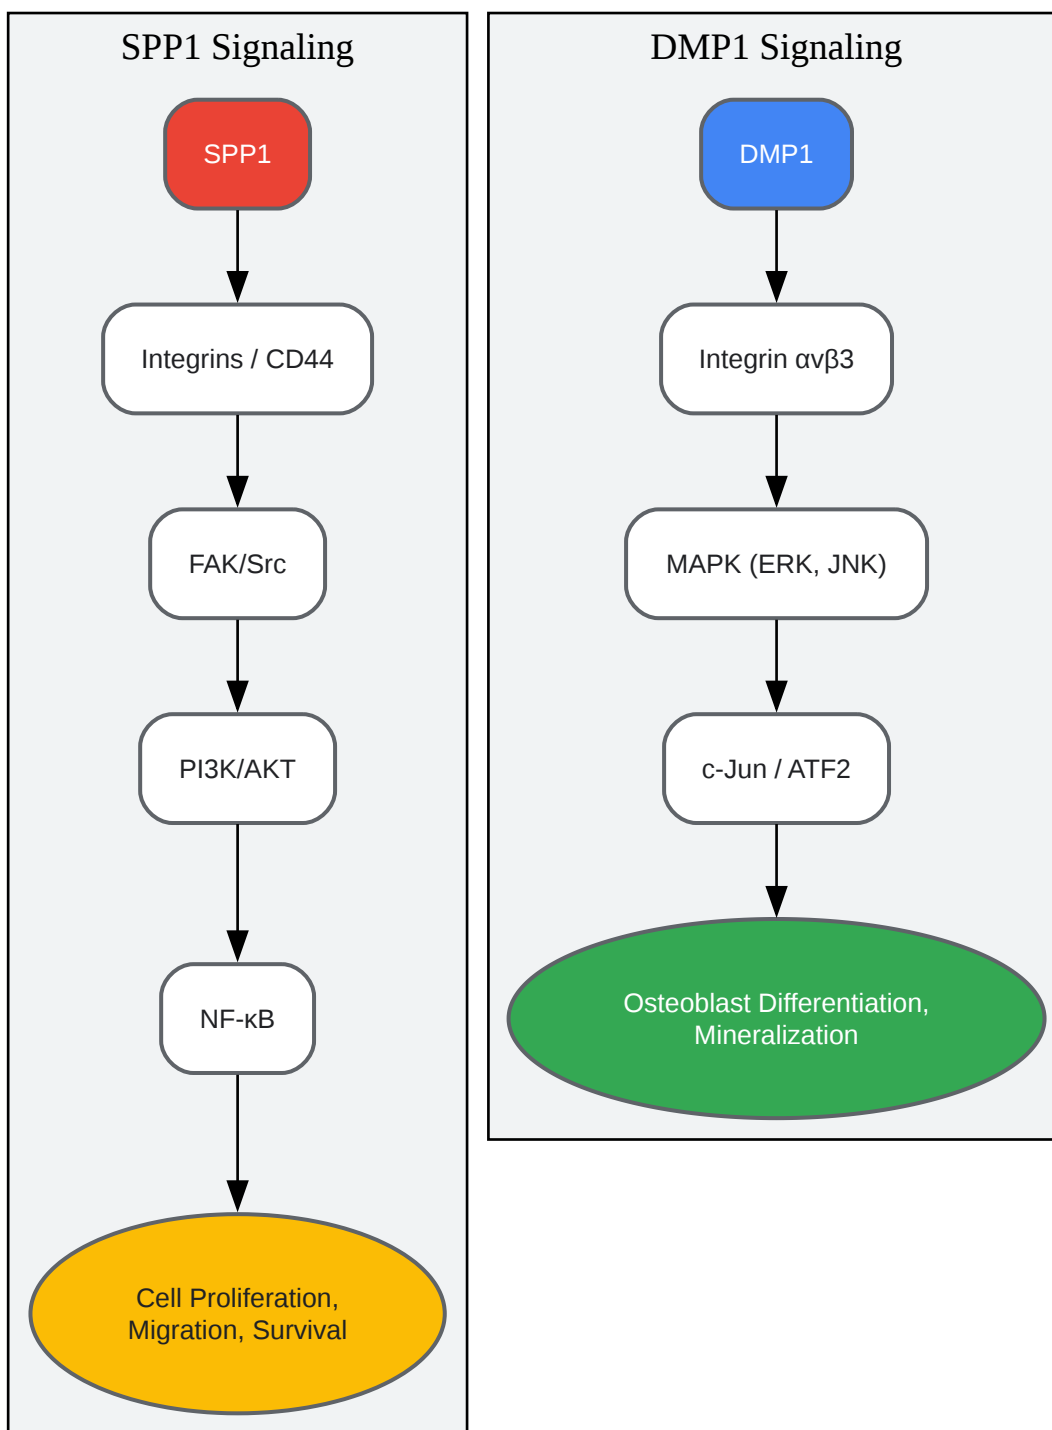 SPP1 Signaling
SPP1
Integrins / CD44
FAK/Src
PI3K/AKT
NF-κB
Cell Proliferation,
Migration, Survival
DMP1 Signaling
DMP1
Integrin αvβ3
MAPK (ERK, JNK)
c-Jun / ATF2
Osteoblast Differentiation,
Mineralization